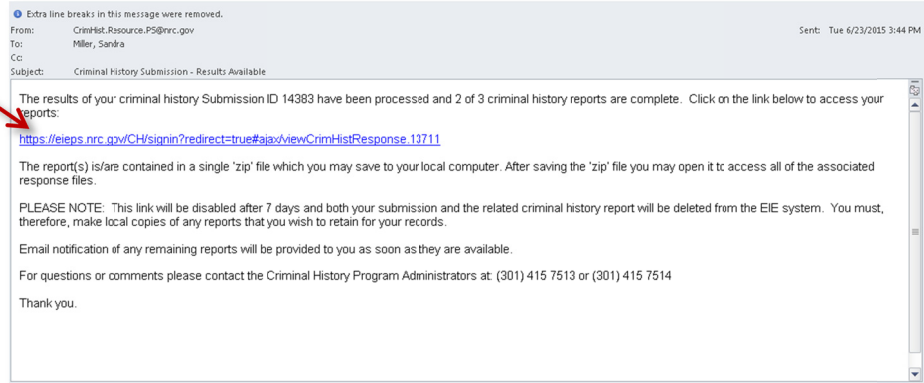 Extra line breaks in this message were removed.
From: CrimHist.Resource.PS@nrc.gov Sent: Tue 6/23/2015 3:44 PM
To: Miller, Sandra
Cc:
Subject: Criminal History Submission - Results Available
The results of your criminal history Submission ID 14383 have been processed and 2 of 3 criminal history reports are complete. Click on the link below to access your
reports:
https://eieps.nrc.gov/CH/signin?redirect=true#ajax/viewCrimHistResponse.13711
The report(s) is/are contained in a single 'zip' file which you may save to your local computer. After saving the 'zip' file you may open it to access all of the associated
response files.
PLEASE NOTE: This link will be disabled after 7 days and both your submission and the related criminal history report will be deleted from the EIE system. You must,
therefore, make local copies of any reports that you wish to retain for your records.
Email notification of any remaining reports will be provided to you as soon as they are available.
For questions or comments please contact the Criminal History Program Administrators at: (301) 415 7513 or (301) 415 7514
Thank you.